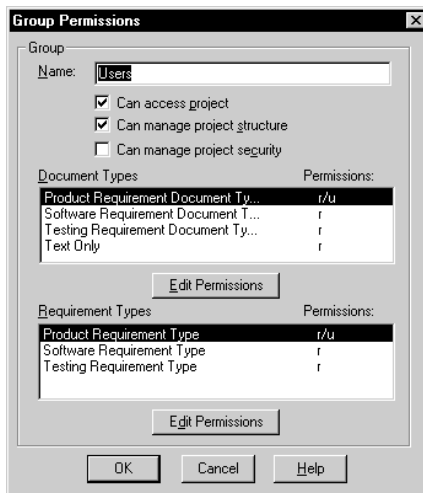 Group Permissions
Group
Name: Users
Can access project
Can manage project structure
Can manage project security
Document Types Permissions:
Product Requirement Document Ty... r/u
Software Requirement Document T... r
Testing Requirement Document Ty... r
Text Only r
Edit Permissions
Requirement Types Permissions:
Product Requirement Type r/u
Software Requirement Type r
Testing Requirement Type r
Edit Permissions
OK Cancel Help